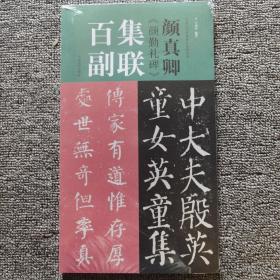 颜真卿
《颜勤礼碑》
集联
百副
中大夫殷英
童女英童集
傳家有道惟存厚
處世無奇但率真